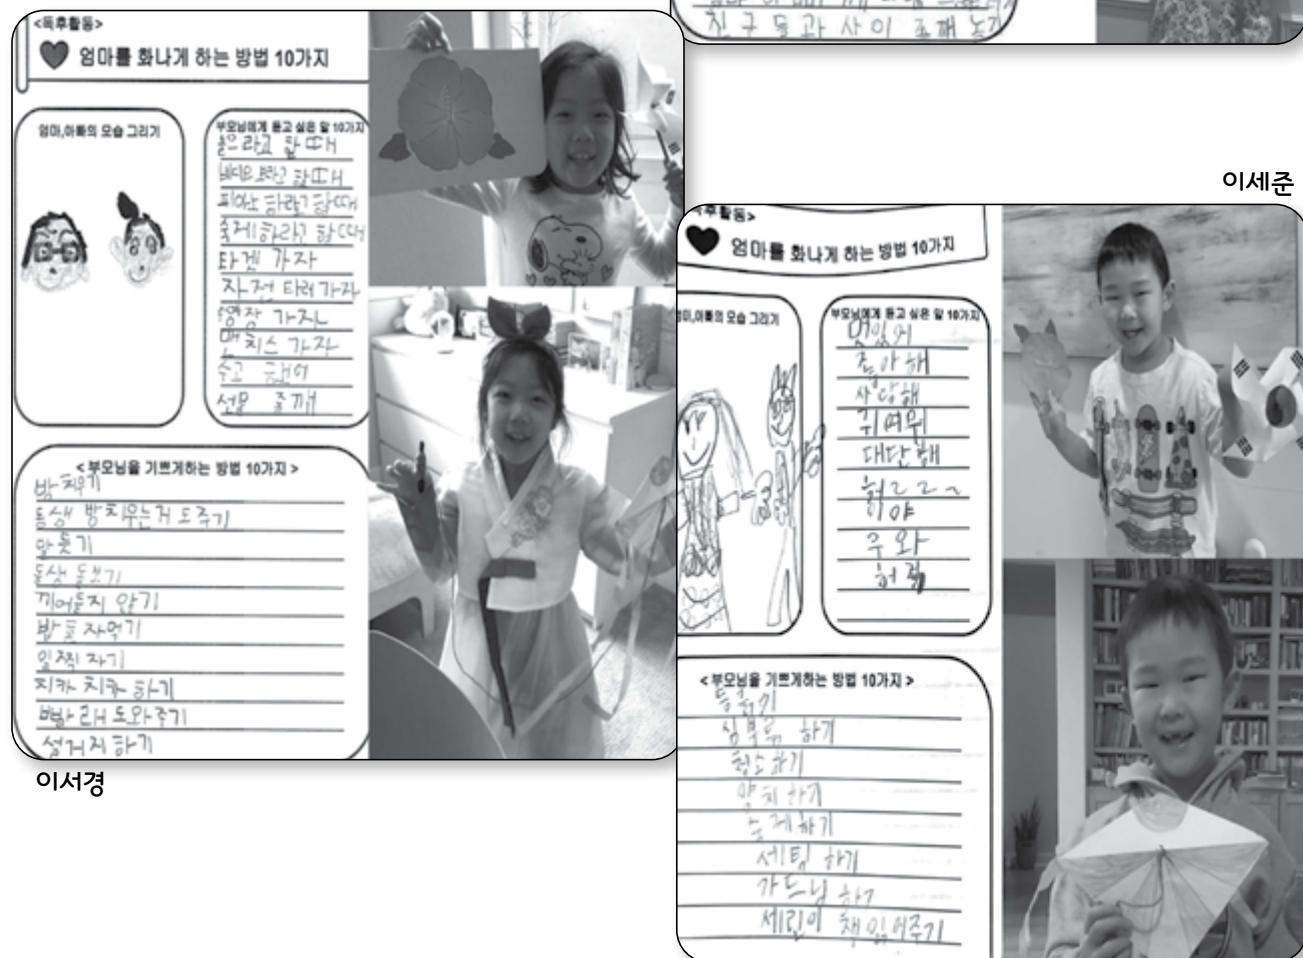 친구들과 사이
<독후활동>
엄마를 화나게 하는 방법 10가지
엄마,아빠의 모습 그리기
부모님에게 듣고 싶은 말 10가지
놀으라고 할때
비디오 보라고 할때
피아노 하라고 할때
숙제하라고 할때
타겟 가자
자전 타러 가자
수영장 가자
맥치스 가자
수고 했어
선물 줄께
<부모님을 기쁘게하는 방법 10가지>
방치우기
동생 방치우는거 도주기
말듣기
동생 돌보기
끼어들지 않기
밥 잘 먹기
일찍 자기
치카 치카 하기
빨래 도와주기
설거지 하기
이서경
이세준
독후활동>
엄마를 화나게 하는 방법 10가지
엄마,아빠의 모습 그리기
부모님에게 듣고 싶은 말 10가지
멋있어
좋아해
사랑해
귀여워
대단해
우와
<부모님을 기쁘게하는 방법 10가지>
심부름 하기
청소하기
양치 하기
숙제하기
세팅 하기
가드닝 하기
세린이 책 읽어주기